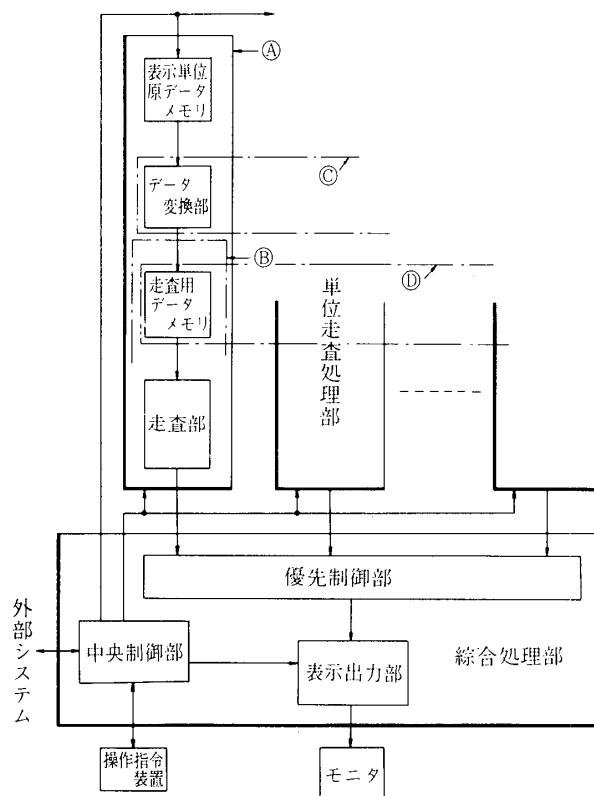 Ⓐ
表示単位
原データ
メモリ
Ⓒ
データ
変換部
Ⓑ
Ⓓ
走査用
データ
メモリ
単位走査処理部
走査部
優先制御部
外部システム
中央制御部
表示出力部
綜合処理部
操作指令
装置
モニタ